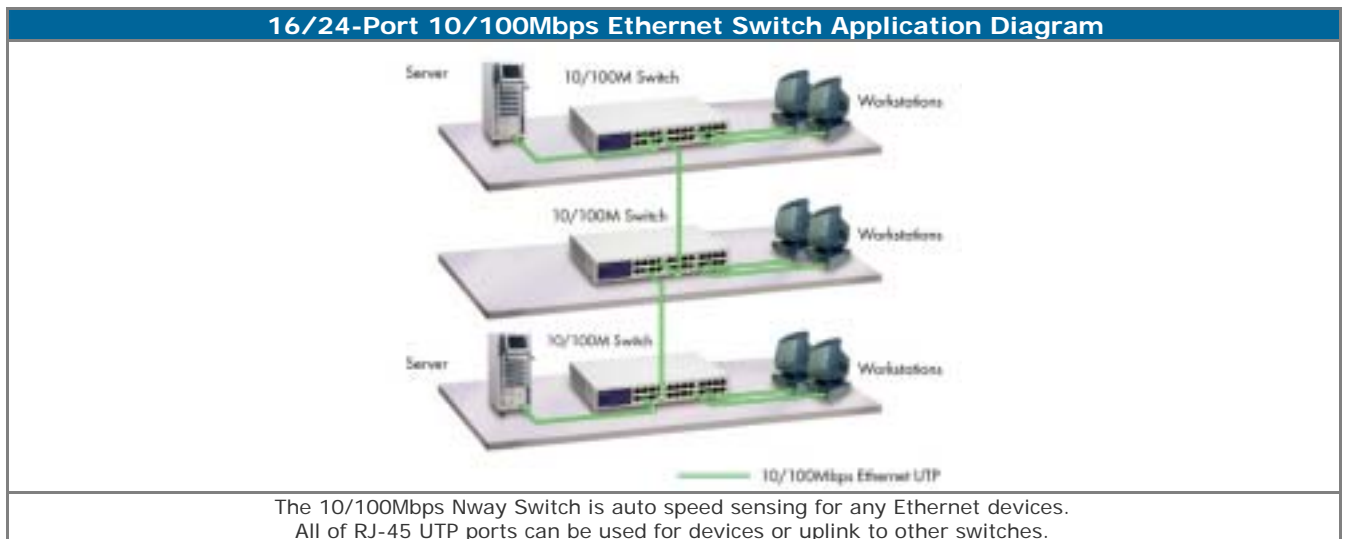 16/24-Port 10/100Mbps Ethernet Switch Application Diagram
Server
10/100M Switch
Workstations
10/100M Switch
Workstations
Server
10/100M Switch
Workstations
10/100Mbps Ethernet UTP
The 10/100Mbps Nway Switch is auto speed sensing for any Ethernet devices.
All of RJ-45 UTP ports can be used for devices or uplink to other switches.